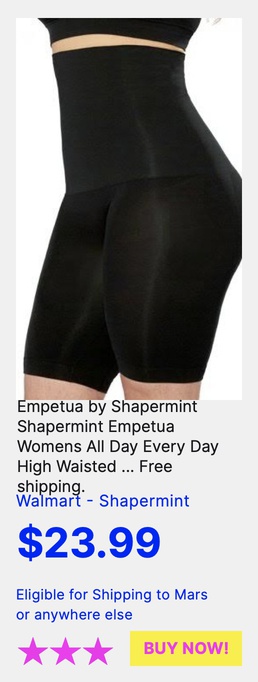 Empetua by Shapermint
Shapermint Empetua
Womens All Day Every Day
High Waisted ... Free
shipping.
Walmart - Shapermint
$23.99
Eligible for Shipping to Mars
or anywhere else
BUY NOW!